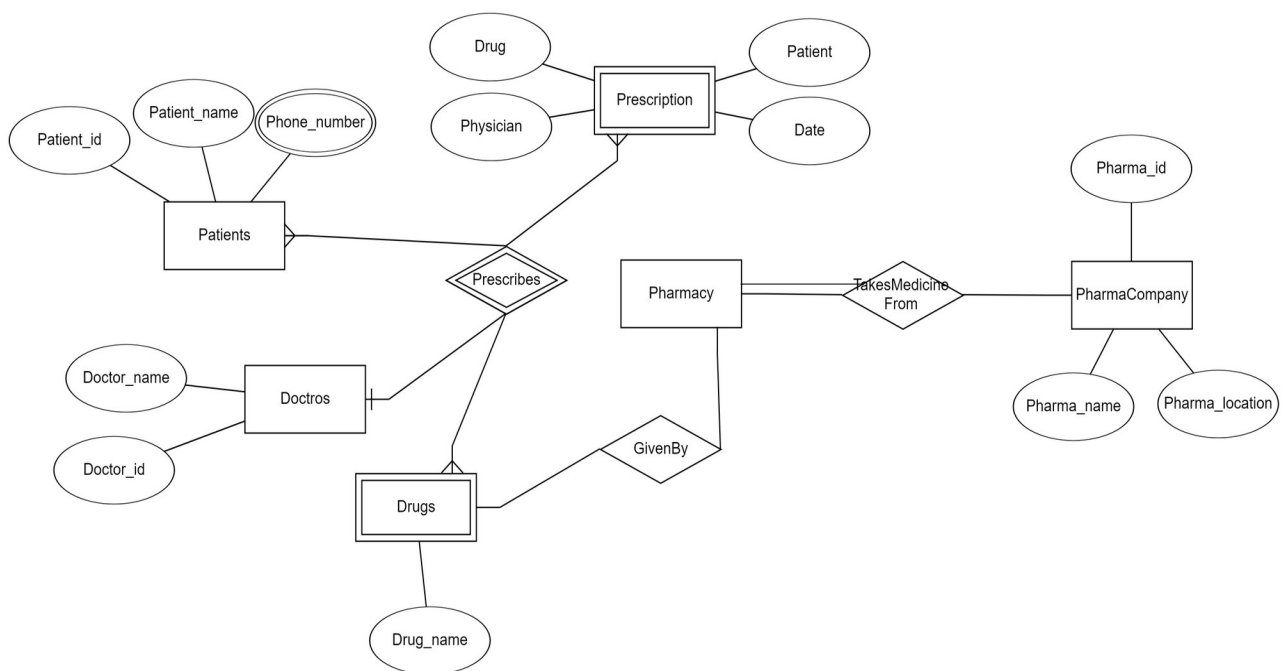 Drug
Patient
Prescription
Patient_name
Phone_number
Physician
Date
Patient_id
Pharma_id
Patients
Prescribes
Pharmacy
TakesMedicine
From
PharmaCompany
Doctor_name
Doctros
Pharma_name
Pharma_location
GivenBy
Doctor_id
Drugs
Drug_name